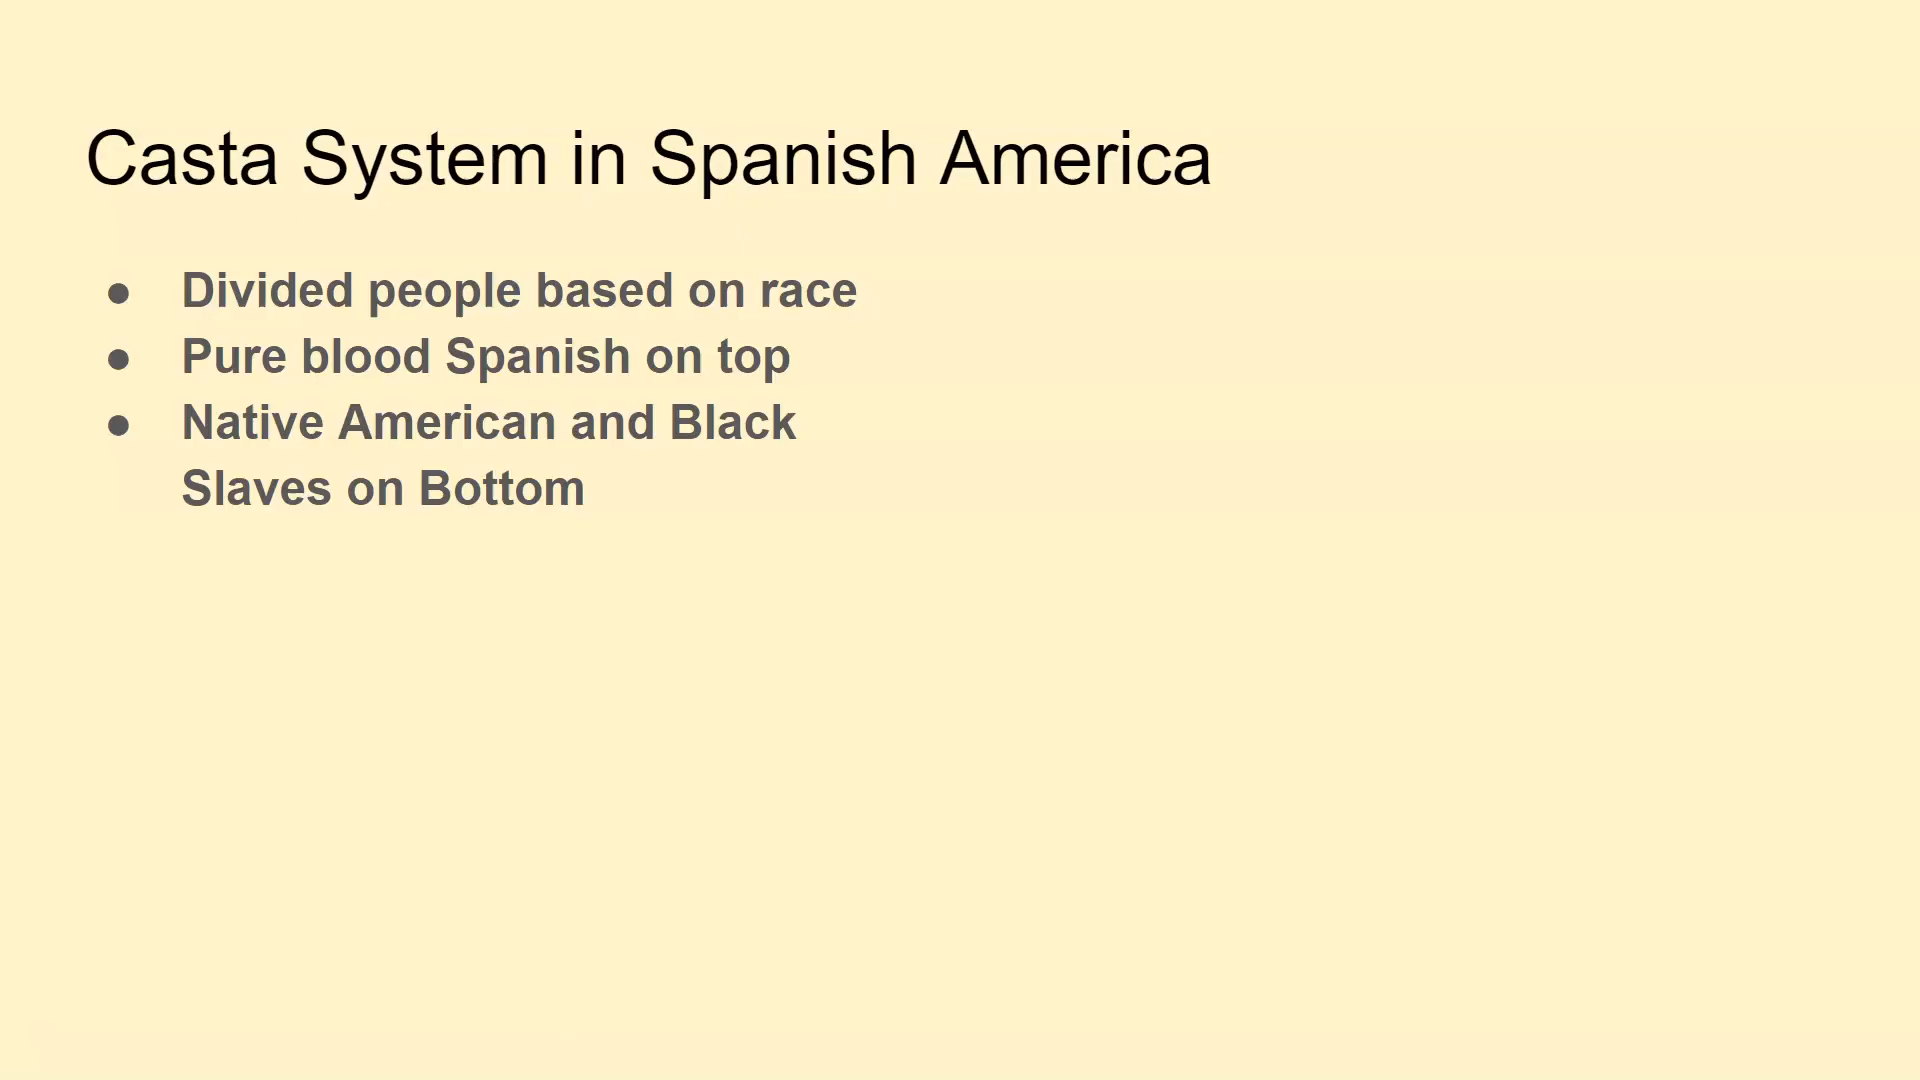 Casta System in Spanish America
● Divided people based on race
● Pure blood Spanish on top
● Native American and Black
Slaves on Bottom